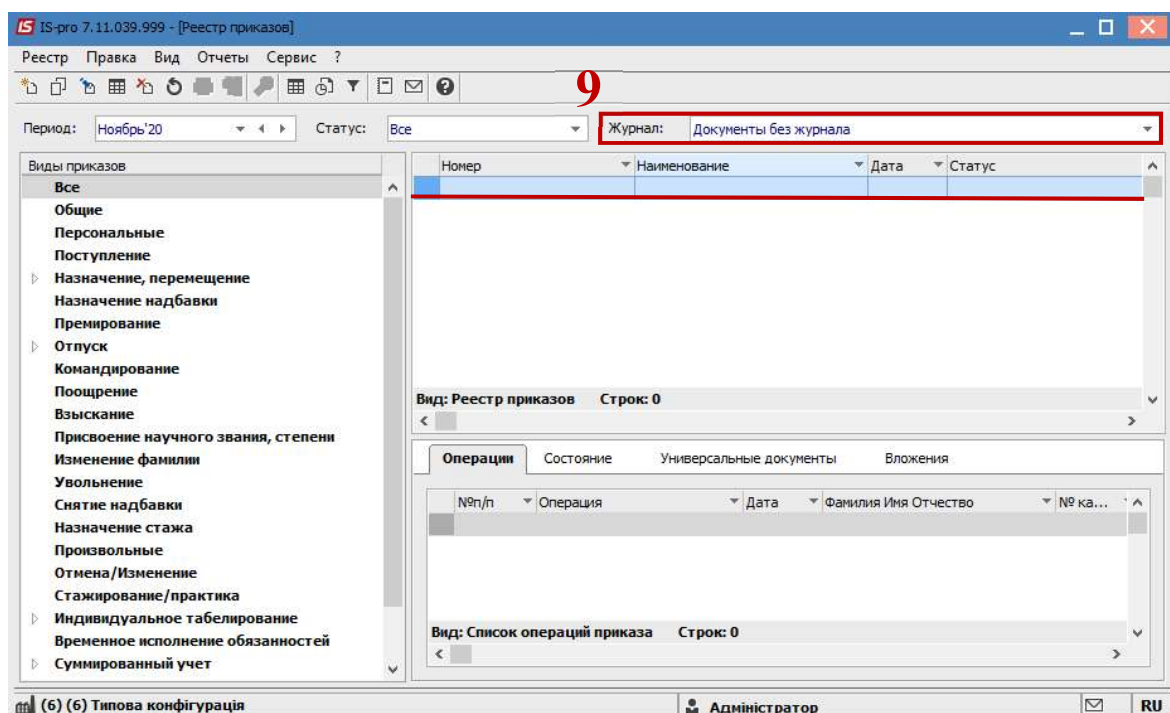 IS-pro 7.11.039.999 - [Реестр приказов]
Реестр Правка Вид Отчеты Сервис ?
9
Период: Ноябрь'20 Статус: Все Журнал: Документы без журнала
Виды приказов
Все
Общие
Персональные
Поступление
Назначение, перемещение
Назначение надбавки
Премирование
Отпуск
Командирование
Поощрение
Взыскание
Присвоение научного звания, степени
Изменение фамилии
Увольнение
Снятие надбавки
Назначение стажа
Произвольные
Отмена/Изменение
Стажирование/практика
Индивидуальное табелирование
Временное исполнение обязанностей
Суммированный учет
Номер Наименование Дата Статус
Вид: Реестр приказов Строк: 0
Операции Состояние Универсальные документы Вложения
№п/п Операция Дата Фамилия Имя Отчество № ка...
Вид: Список операций приказа Строк: 0
(6) (6) Типова конфігурація Адміністратор RU